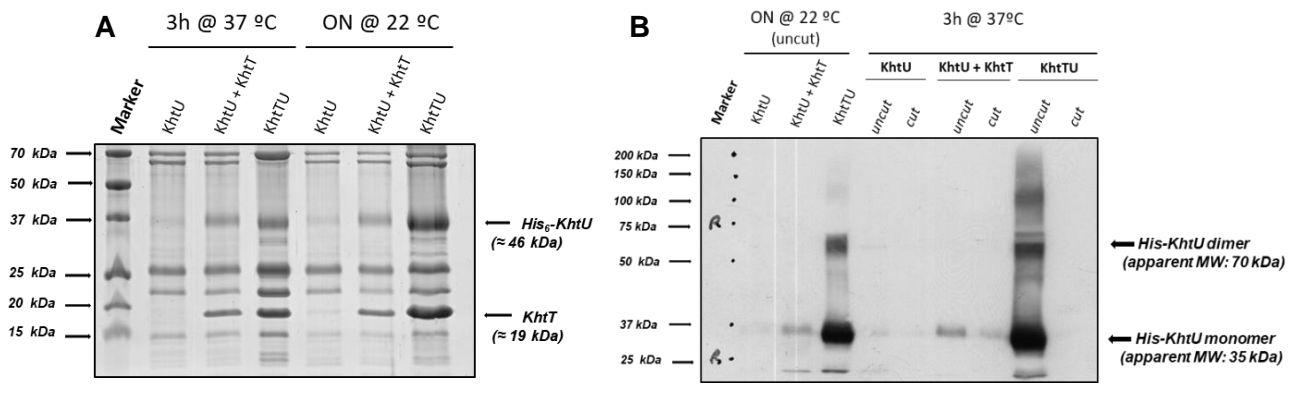 A
3h @ 37 ºC
ON @ 22 ºC
Marker
KhtU
KhtU + KhtT
KhtTU
KhtU
KhtU + KhtT
KhtTU
70 kDa
50 kDa
37 kDa
25 kDa
20 kDa
15 kDa
His6-KhtU
(≈ 46 kDa)
KhtT
(≈ 19 kDa)
B
ON @ 22 ºC
(uncut)
3h @ 37ºC
KhtU
KhtU + KhtT
KhtTU
Marker
KhtU
KhtU + KhtT
KhtTU
uncut
cut
uncut
cut
uncut
cut
200 kDa
150 kDa
100 kDa
75 kDa
50 kDa
37 kDa
25 kDa
R
R
His-KhtU dimer
(apparent MW: 70 kDa)
His-KhtU monomer
(apparent MW: 35 kDa)